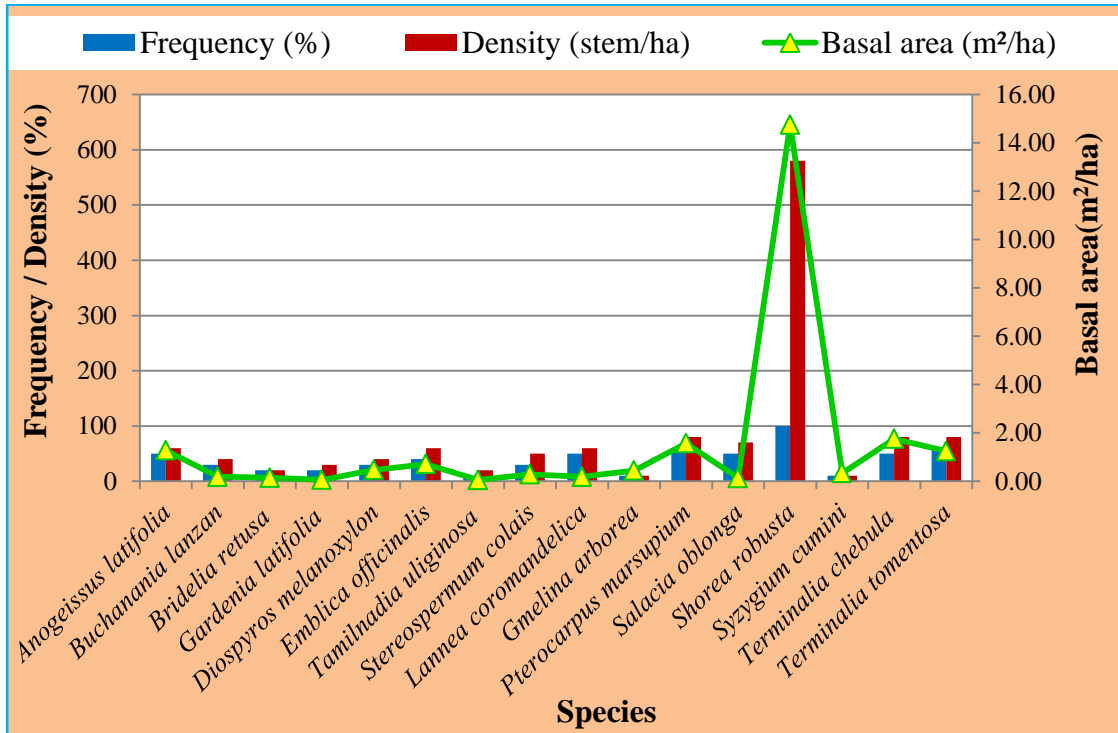 Frequency (%) Density (stem/ha) Basal area (m²/ha)
700
600
500
400
300
200
100
0
Frequency / Density (%)
16.00
14.00
12.00
10.00
8.00
6.00
4.00
2.00
0.00
Basal area(m²/ha)
Anogeissus latifolia
Buchanania lanzan
Bridelia retusa
Gardenia latifolia
Diospyros melanoxylon
Emblica officinalis
Tamilnadia uliginosa
Stereospermum colais
Lannea coromandelica
Gmelina arborea
Pterocarpus marsupium
Salacia oblonga
Shorea robusta
Syzygium cumini
Terminalia chebula
Terminalia tomentosa
Species